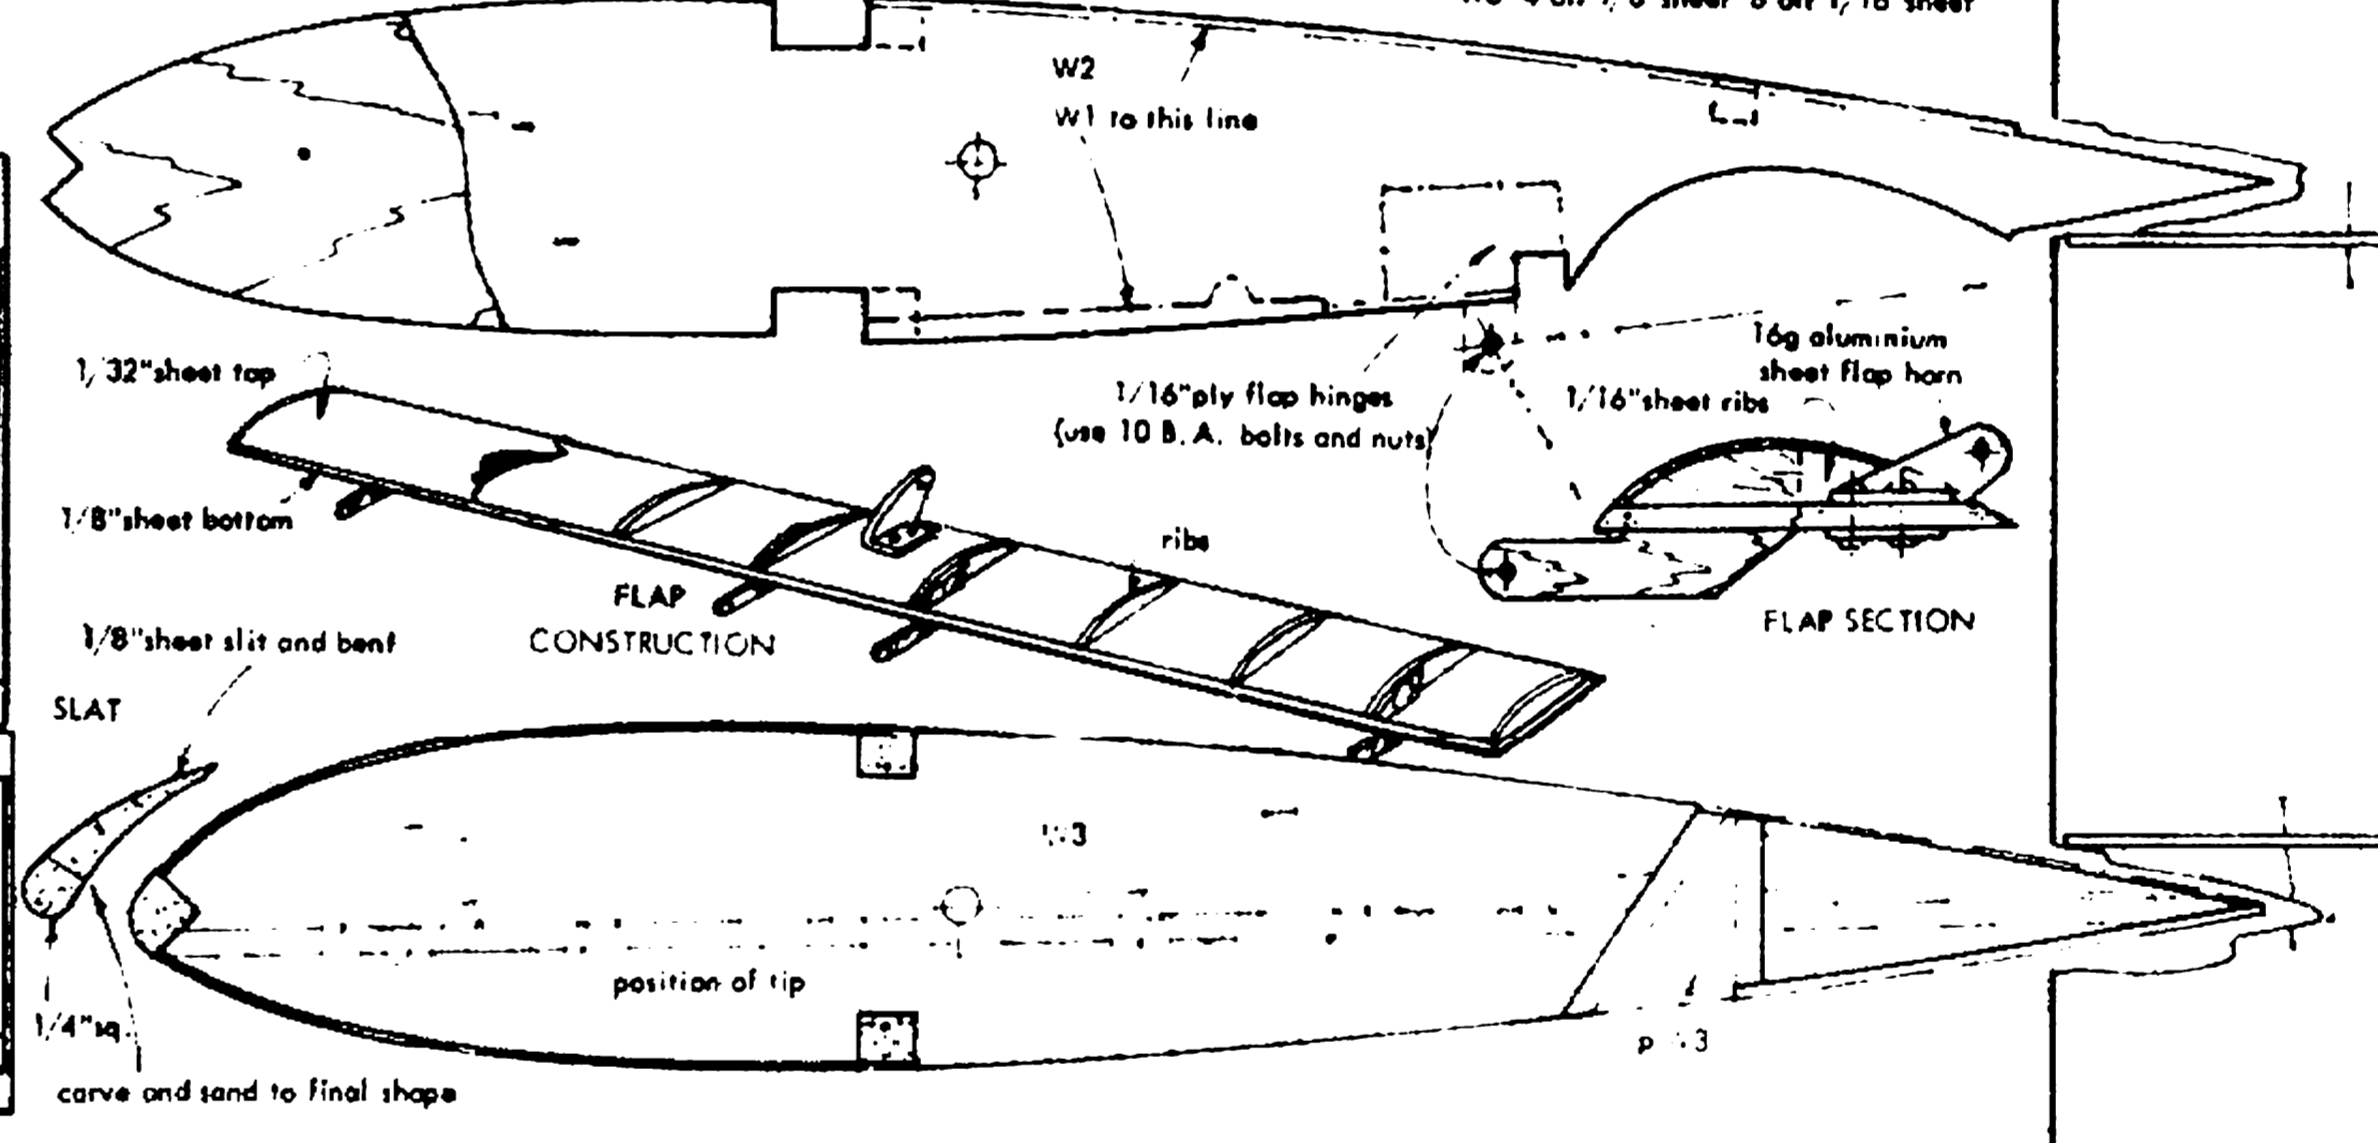 W2
W1 to this line
1/32"sheet top
16g aluminium
sheet flap horn
1/16"ply flap hinges
(use 10 B.A. bolts and nuts)
1/16"sheet ribs
1/8"sheet bottom
ribs
FLAP
CONSTRUCTION
FLAP SECTION
1/8"sheet slit and bent
SLAT
W3
position of tip
1/4"sq.
carve and sand to final shape